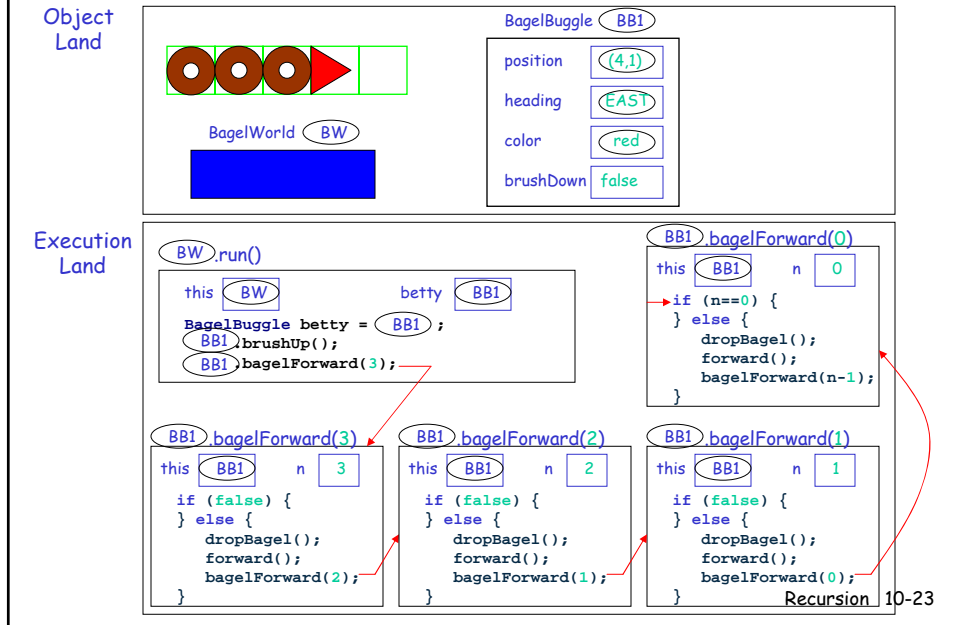 Object
Land
BagelBuggle BB1
position (4,1)
heading EAST
color red
brushDown false
BagelWorld BW
Execution
Land
BW.run()
this BW betty BB1
BagelBuggle betty = BB1 ;
BB1.brushUp();
BB1.bagelForward(3);
BB1.bagelForward(0)
this BB1 n 0
if (n==0) {
} else {
dropBagel();
forward();
bagelForward(n-1);
}
BB1.bagelForward(3)
this BB1 n 3
if (false) {
} else {
dropBagel();
forward();
bagelForward(2);
}
BB1.bagelForward(2)
this BB1 n 2
if (false) {
} else {
dropBagel();
forward();
bagelForward(1);
}
BB1.bagelForward(1)
this BB1 n 1
if (false) {
} else {
dropBagel();
forward();
bagelForward(0);
}
Recursion 10-23